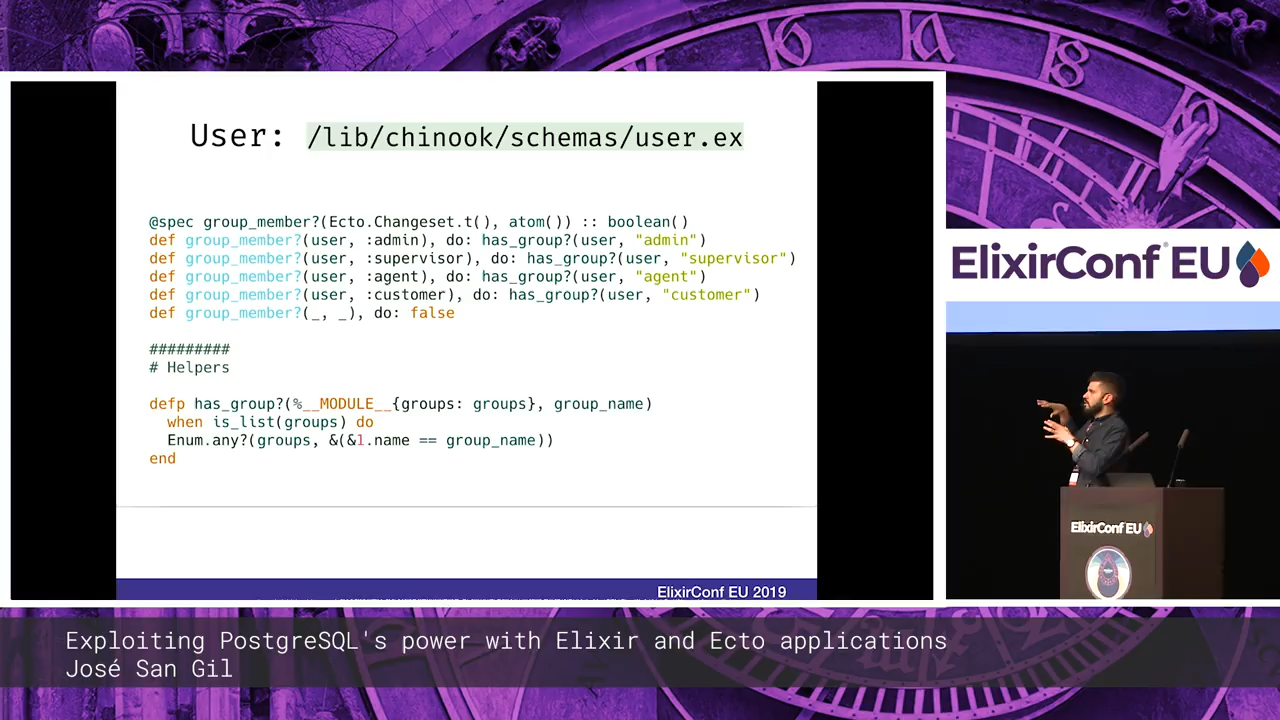 User: /lib/chinook/schemas/user.ex
@spec group_member?(Ecto.Changeset.t(), atom()) :: boolean()
def group_member?(user, :admin), do: has_group?(user, "admin")
def group_member?(user, :supervisor), do: has_group?(user, "supervisor")
def group_member?(user, :agent), do: has_group?(user, "agent")
def group_member?(user, :customer), do: has_group?(user, "customer")
def group_member?(_, _), do: false
#########
# Helpers
defp has_group?(%__MODULE__{groups: groups}, group_name)
when is_list(groups) do
Enum.any?(groups, &(&1.name == group_name))
end
ElixirConf EU 2019
6
8
ElixirConf® EU
ElixirConf EU
Exploiting PostgreSQL's power with Elixir and Ecto applications
José San Gil